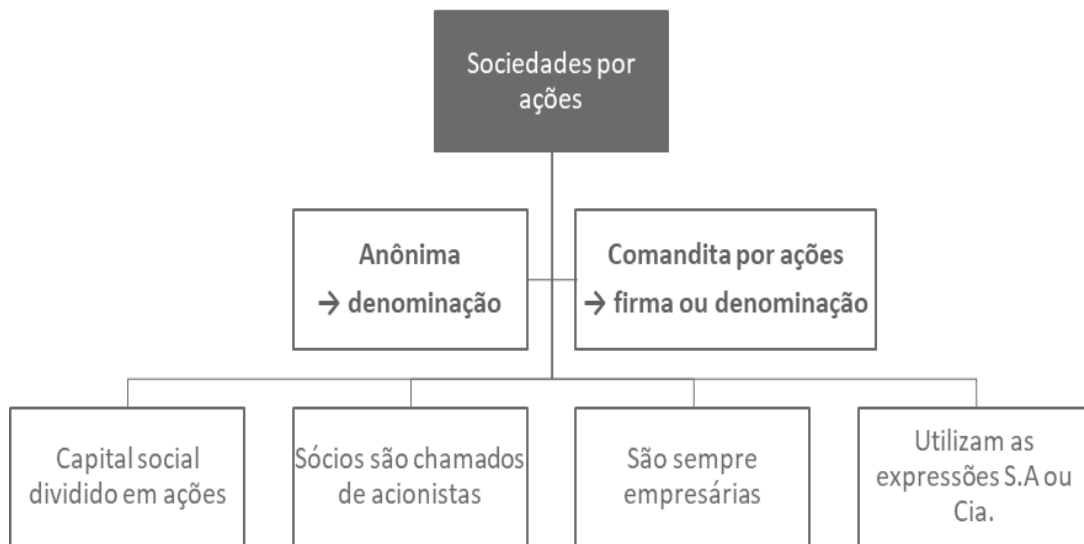 Sociedades por
ações
Anônima
→ denominação
Comandita por ações
→ firma ou denominação
Capital social
dividido em ações
Sócios são chamados
de acionistas
São sempre
empresárias
Utilizam as
expressões S.A ou
Cia.